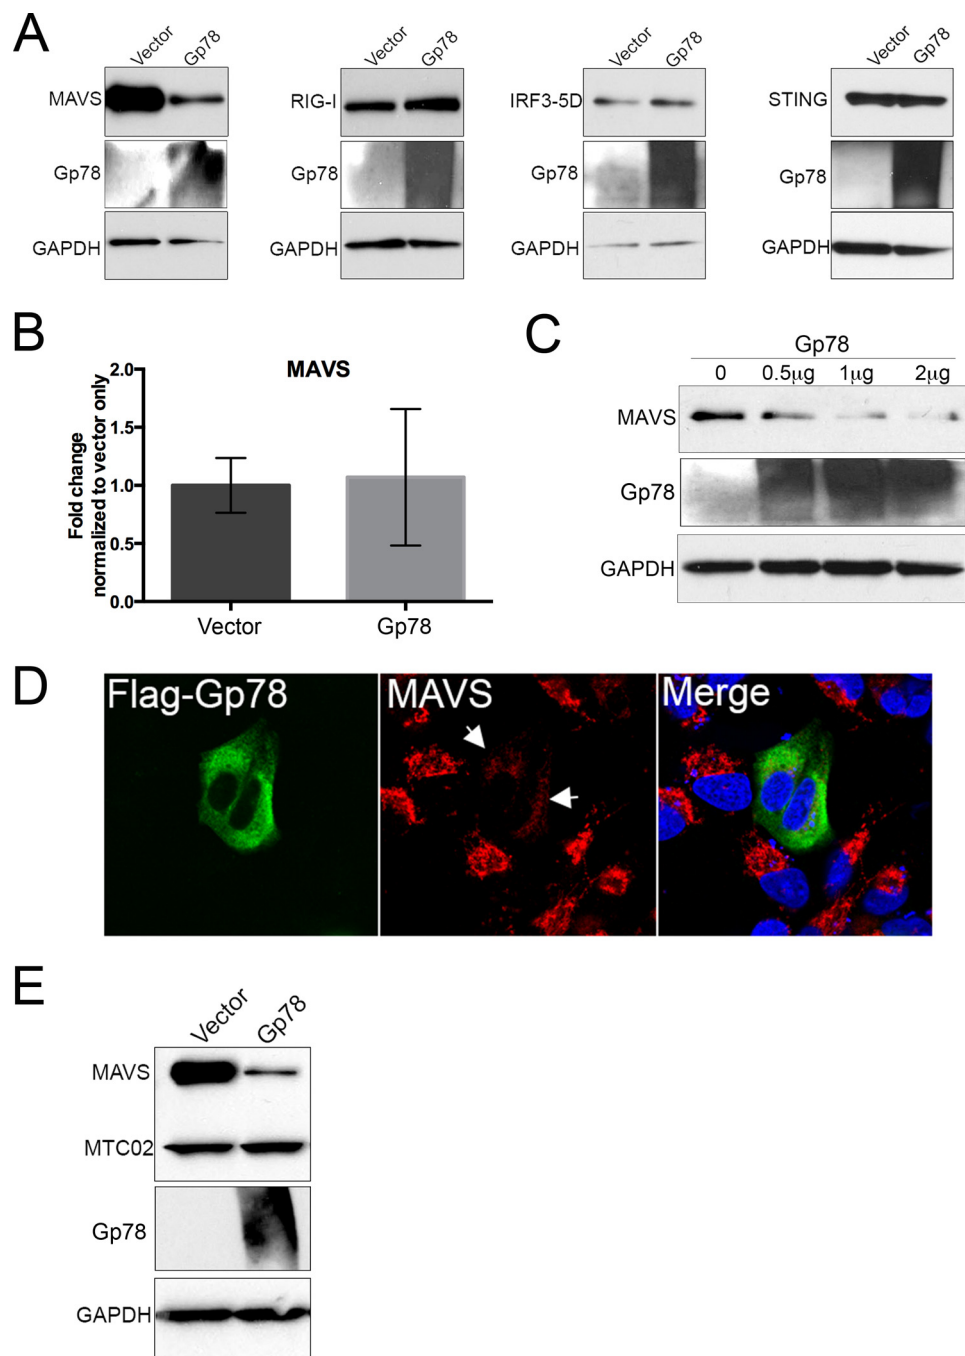 A
Vector Gp78
MAVS
Gp78
GAPDH
Vector Gp78
RIG-I
Gp78
GAPDH
Vector Gp78
IRF3-5D
Gp78
GAPDH
Vector Gp78
STING
Gp78
GAPDH
B
MAVS
Fold change
normalized to vector only
2.0
1.5
1.0
0.5
0.0
Vector Gp78
C
Gp78
0 0.5μg 1μg 2μg
MAVS
Gp78
GAPDH
D
Flag-Gp78 MAVS Merge
E
Vector Gp78
MAVS
MTC02
Gp78
GAPDH